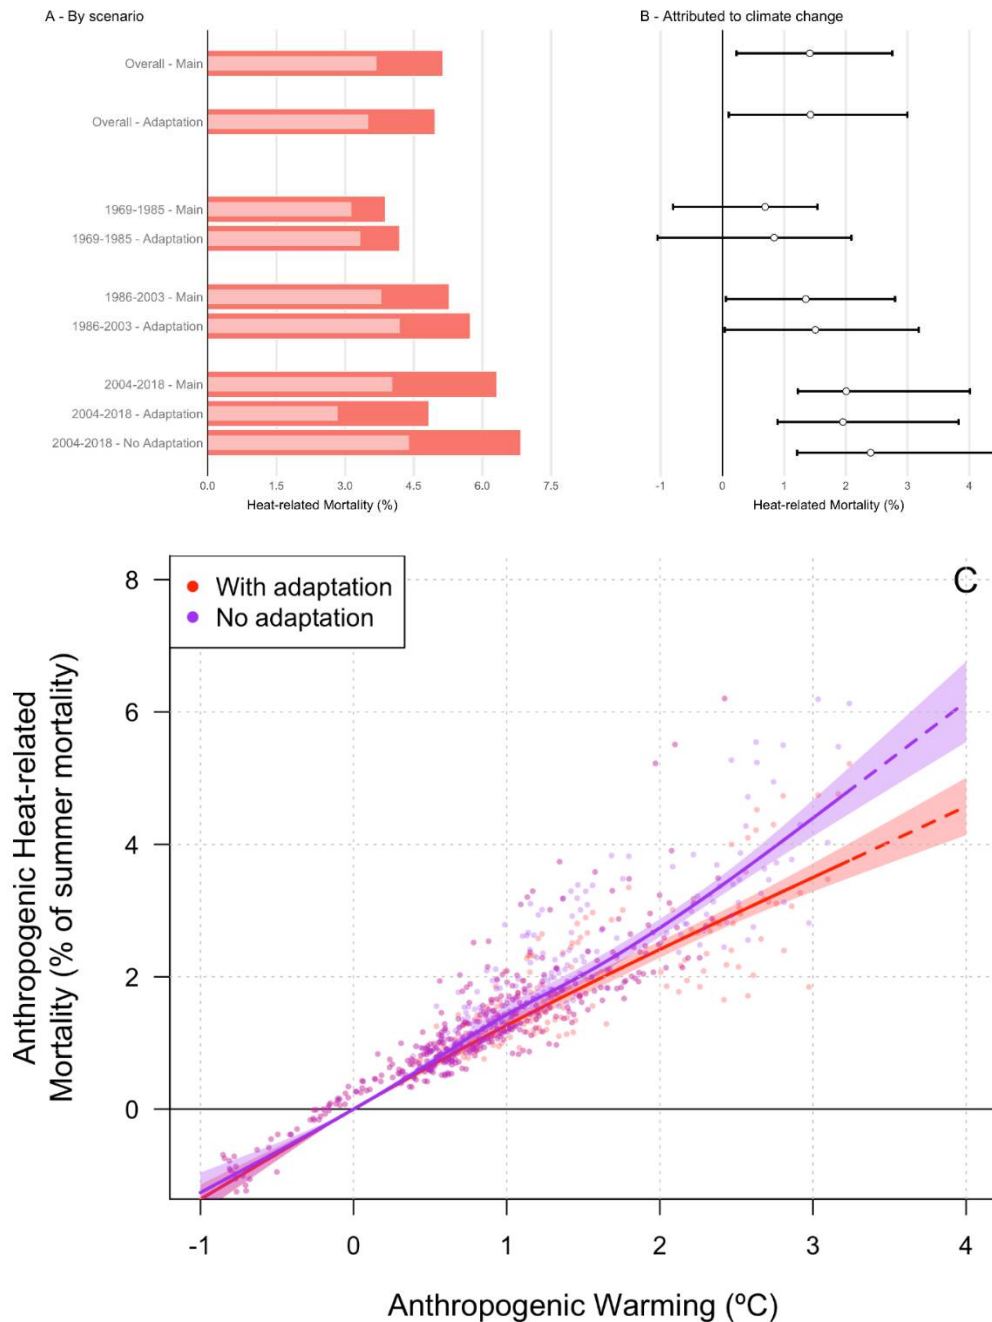 A - By scenario
Overall - Main
Overall - Adaptation
1969-1985 - Main
1969-1985 - Adaptation
1986-2003 - Main
1986-2003 - Adaptation
2004-2018 - Main
2004-2018 - Adaptation
2004-2018 - No Adaptation
0.0 1.5 3.0 4.5 6.0 7.5
Heat-related Mortality (%)
B - Attributed to climate change
-1 0 1 2 3 4
Heat-related Mortality (%)
C
With adaptation
No adaptation
Anthropogenic Heat-related
Mortality (% of summer mortality)
8
6
4
2
0
-1 0 1 2 3 4
Anthropogenic Warming (ºC)